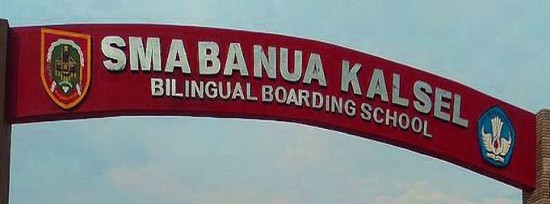 SMA BANUA KALSEL
BILINGUAL BOARDING SCHOOL